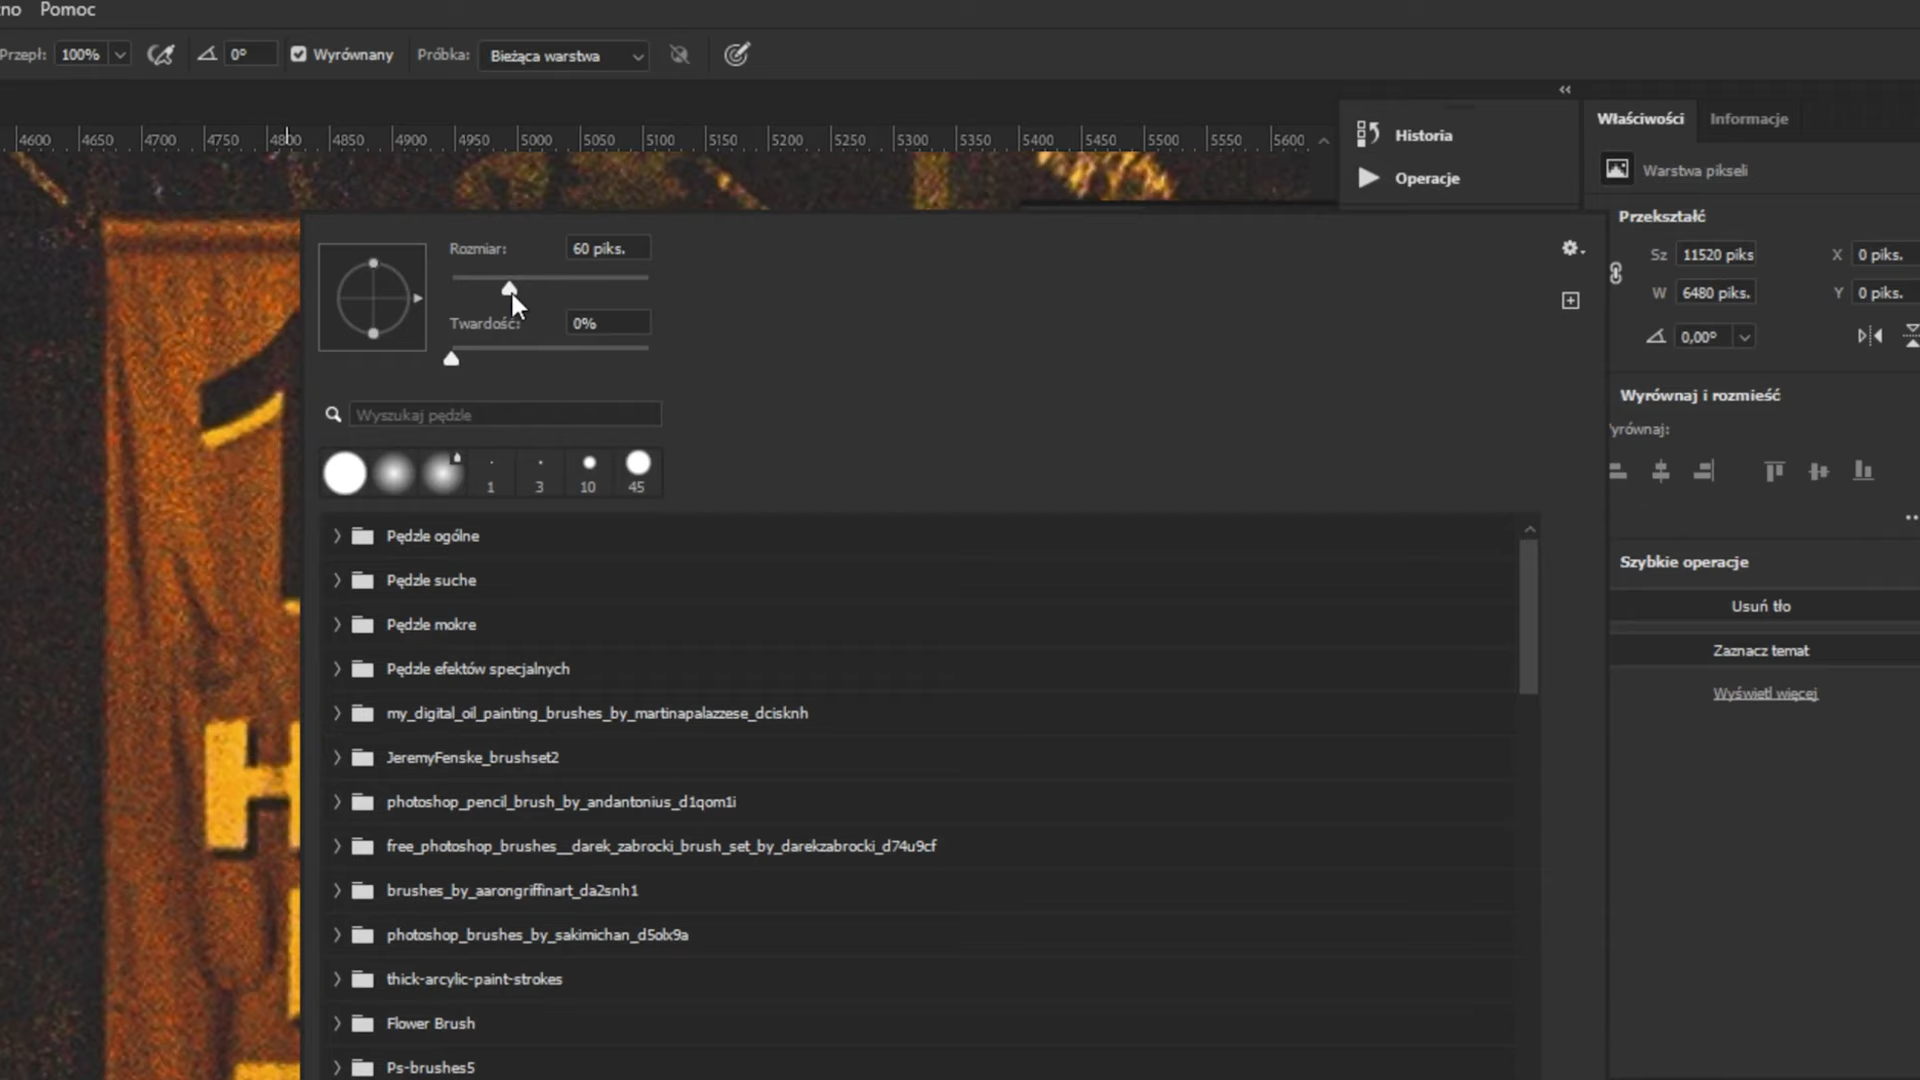 Pomoc
Przepł: 100% 0° Wyrównany Próbka: Bieżąca warstwa
4600 4650 4700 4750 4800 4850 4900 4950 5000 5050 5100 5150 5200 5250 5300 5350 5400 5450 5500 5550 5600
Historia
Operacje
Właściwości Informacje
Warstwa pikseli
Przekształć
Sz 11520 piks X 0 piks.
W 6480 piks. Y 0 piks.
0,00°
Wyrównaj i rozmieść
yrównaj:
Szybkie operacje
Usuń tło
Zaznacz temat
Wyświetl więcej
Rozmiar: 60 piks.
Twardość: 0%
Wyszukaj pędzle
1 3 10 45
Pędzle ogólne
Pędzle suche
Pędzle mokre
Pędzle efektów specjalnych
my_digital_oil_painting_brushes_by_martinapalazzese_dcisknh
JeremyFenske_brushset2
photoshop_pencil_brush_by_andantonius_d1qom1i
free_photoshop_brushes__darek_zabrocki_brush_set_by_darekzabrocki_d74u9cf
brushes_by_aarongriffinart_da2snh1
photoshop_brushes_by_sakimichan_d5olx9a
thick-arcylic-paint-strokes
Flower Brush
Ps-brushes5